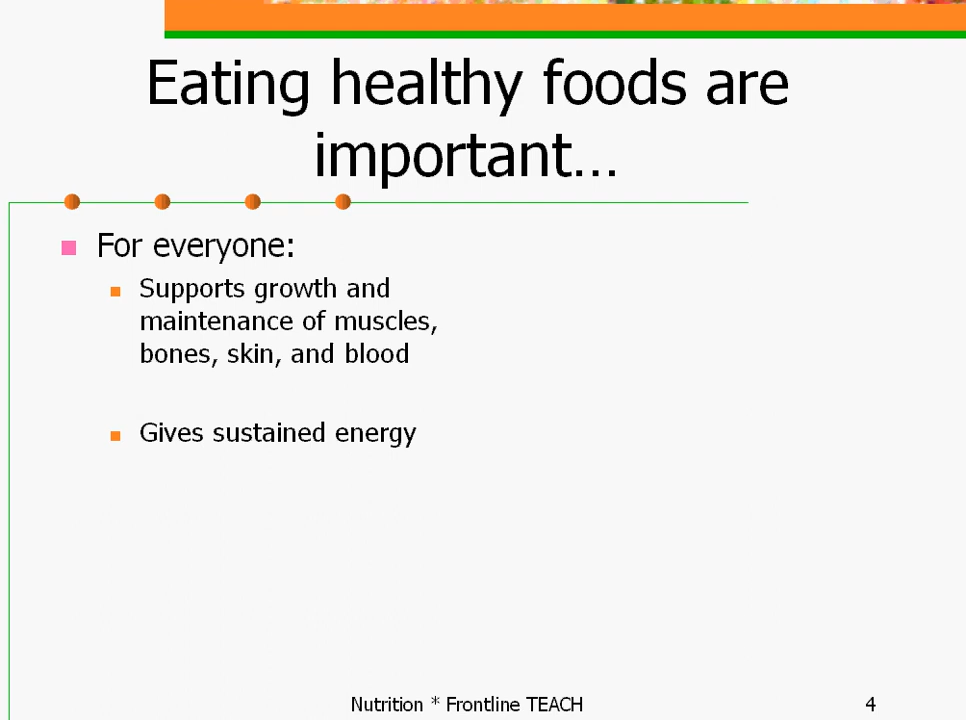 Eating healthy foods are
important…
For everyone:
Supports growth and
maintenance of muscles,
bones, skin, and blood
Gives sustained energy
Nutrition * Frontline TEACH
4